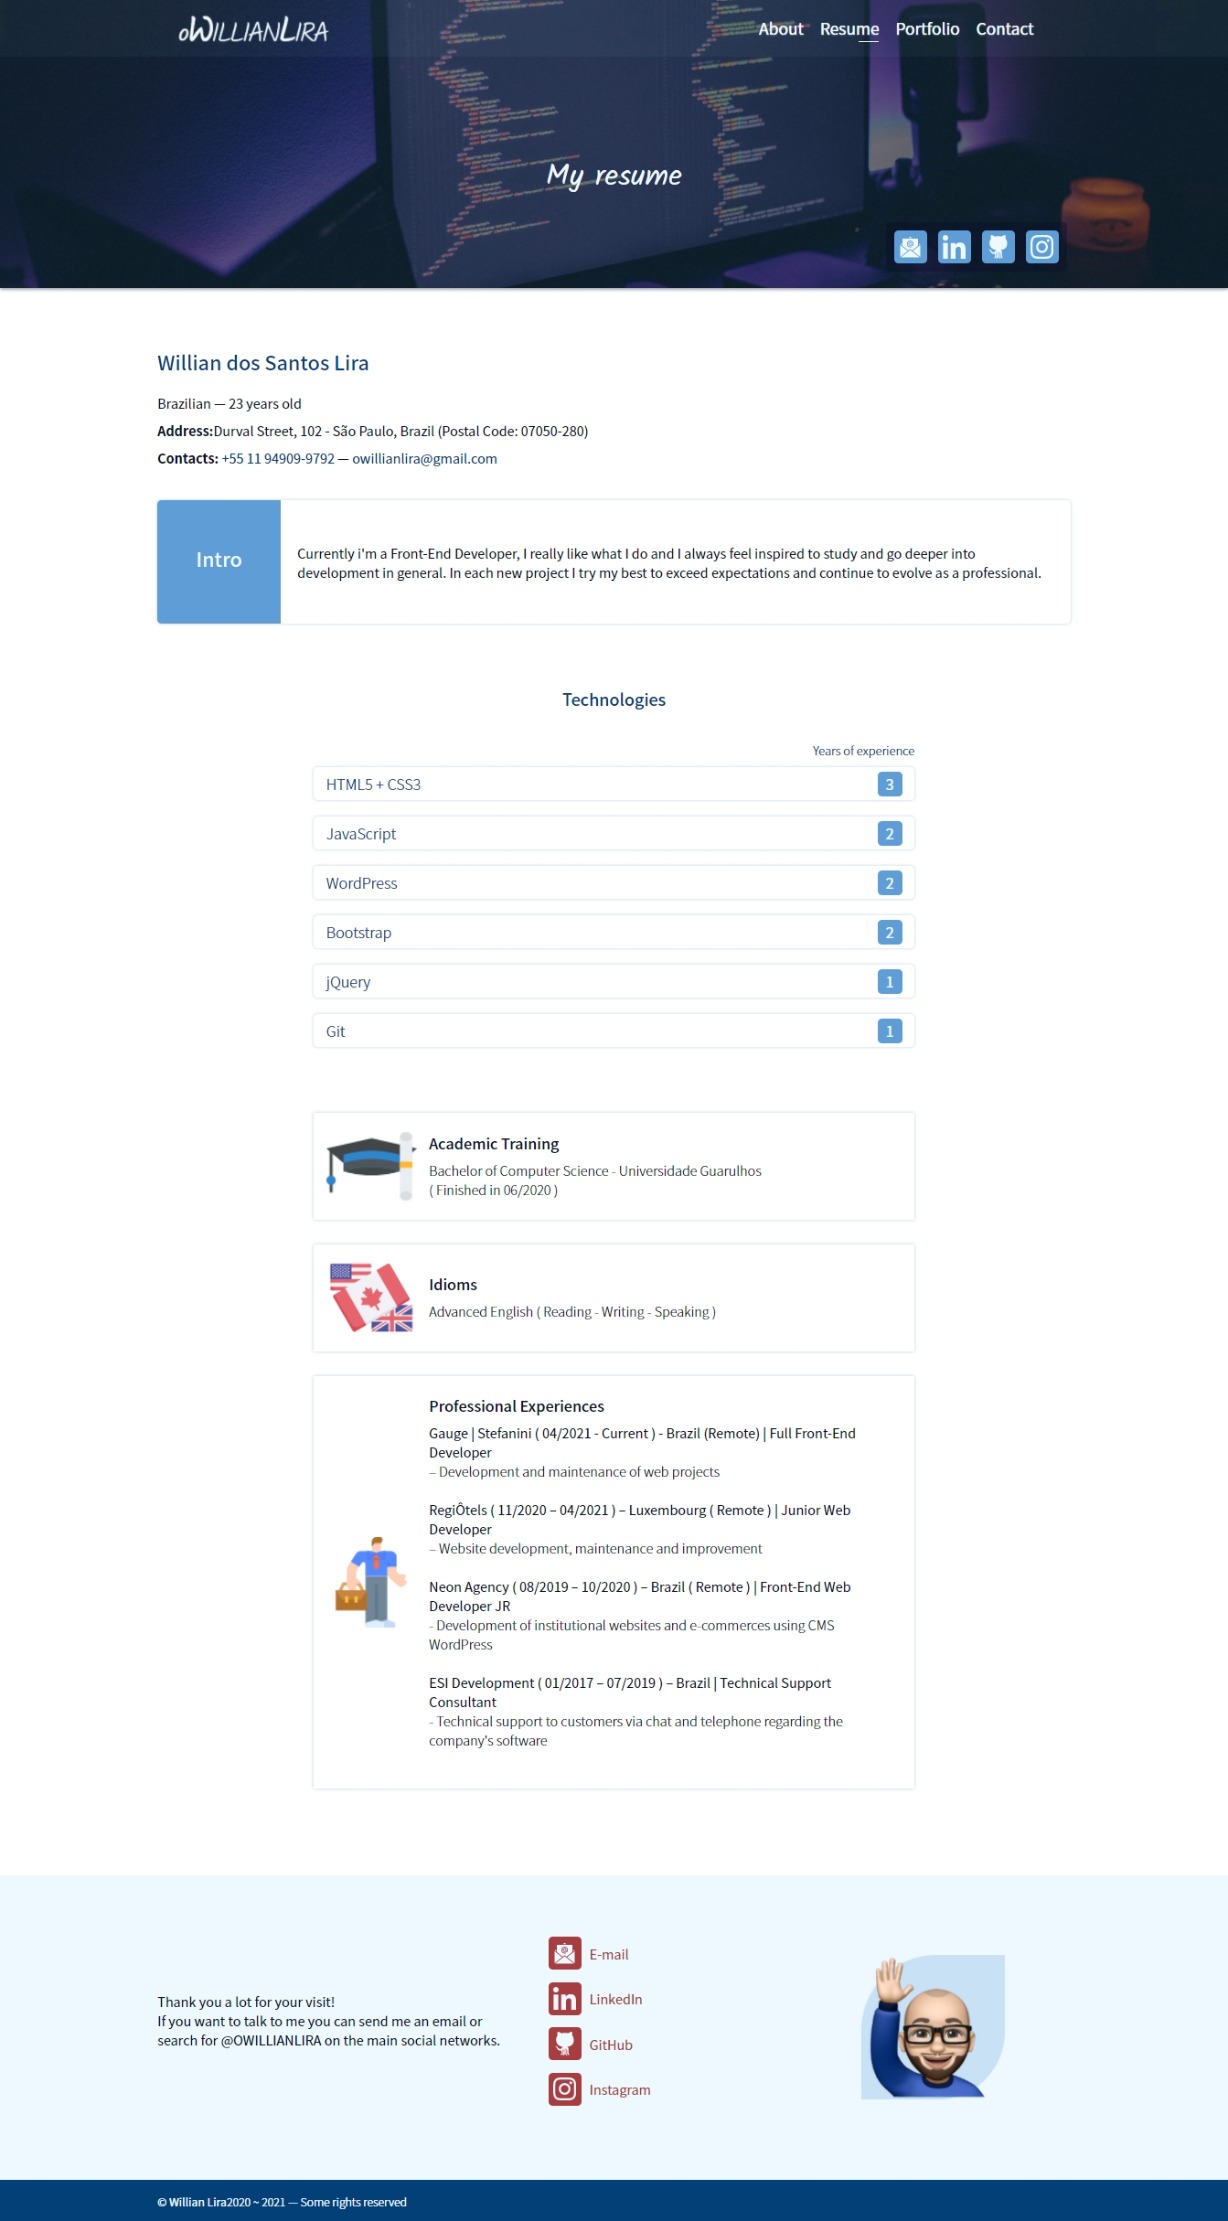 oWillianLira
About Resume Portfolio Contact
My resume
Willian dos Santos Lira
Brazilian — 23 years old
Address:Durval Street, 102 - São Paulo, Brazil (Postal Code: 07050-280)
Contacts: +55 11 94909-9792 — owillianlira@gmail.com
Intro
Currently i'm a Front-End Developer, I really like what I do and I always feel inspired to study and go deeper into
development in general. In each new project I try my best to exceed expectations and continue to evolve as a professional.
Technologies
Years of experience
HTML5 + CSS3 3
JavaScript 2
WordPress 2
Bootstrap 2
jQuery 1
Git 1
Academic Training
Bachelor of Computer Science - Universidade Guarulhos
( Finished in 06/2020 )
Idioms
Advanced English ( Reading - Writing - Speaking )
Professional Experiences
Gauge | Stefanini ( 04/2021 - Current ) - Brazil (Remote) | Full Front-End
Developer
– Development and maintenance of web projects
RegiÔtels ( 11/2020 – 04/2021 ) – Luxembourg ( Remote ) | Junior Web
Developer
– Website development, maintenance and improvement
Neon Agency ( 08/2019 – 10/2020 ) – Brazil ( Remote ) | Front-End Web
Developer JR
- Development of institutional websites and e-commerces using CMS
WordPress
ESI Development ( 01/2017 – 07/2019 ) – Brazil | Technical Support
Consultant
- Technical support to customers via chat and telephone regarding the
company's software
Thank you a lot for your visit!
If you want to talk to me you can send me an email or
search for @OWILLIANLIRA on the main social networks.
E-mail
LinkedIn
GitHub
Instagram
© Willian Lira2020 ~ 2021 — Some rights reserved